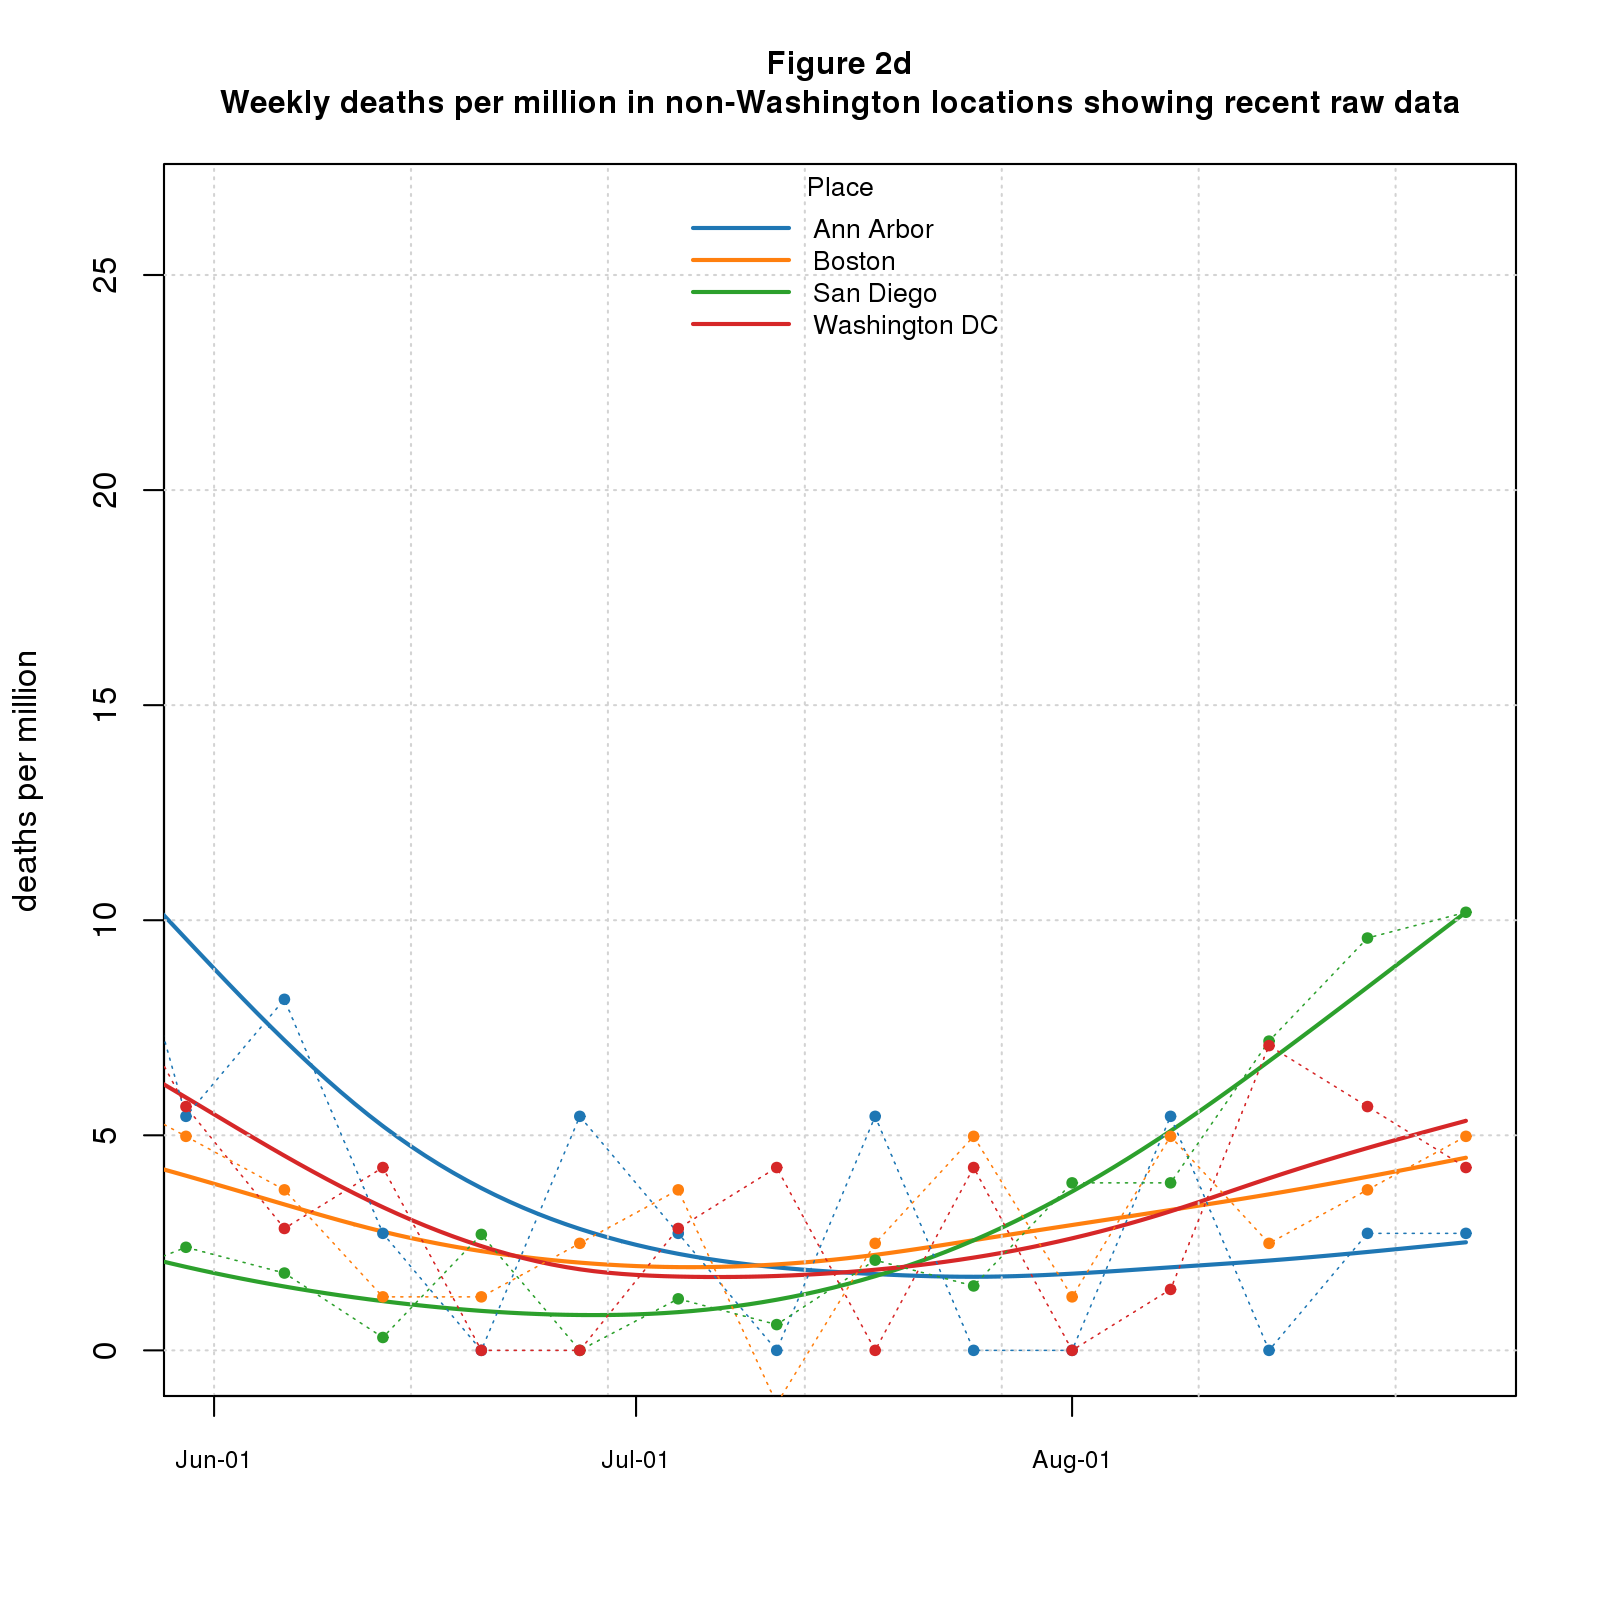 Figure 2d
Weekly deaths per million in non-Washington locations showing recent raw data
Place
Ann Arbor
Boston
San Diego
Washington DC
deaths per million
25
20
15
10
5
0
Jun-01
Jul-01
Aug-01